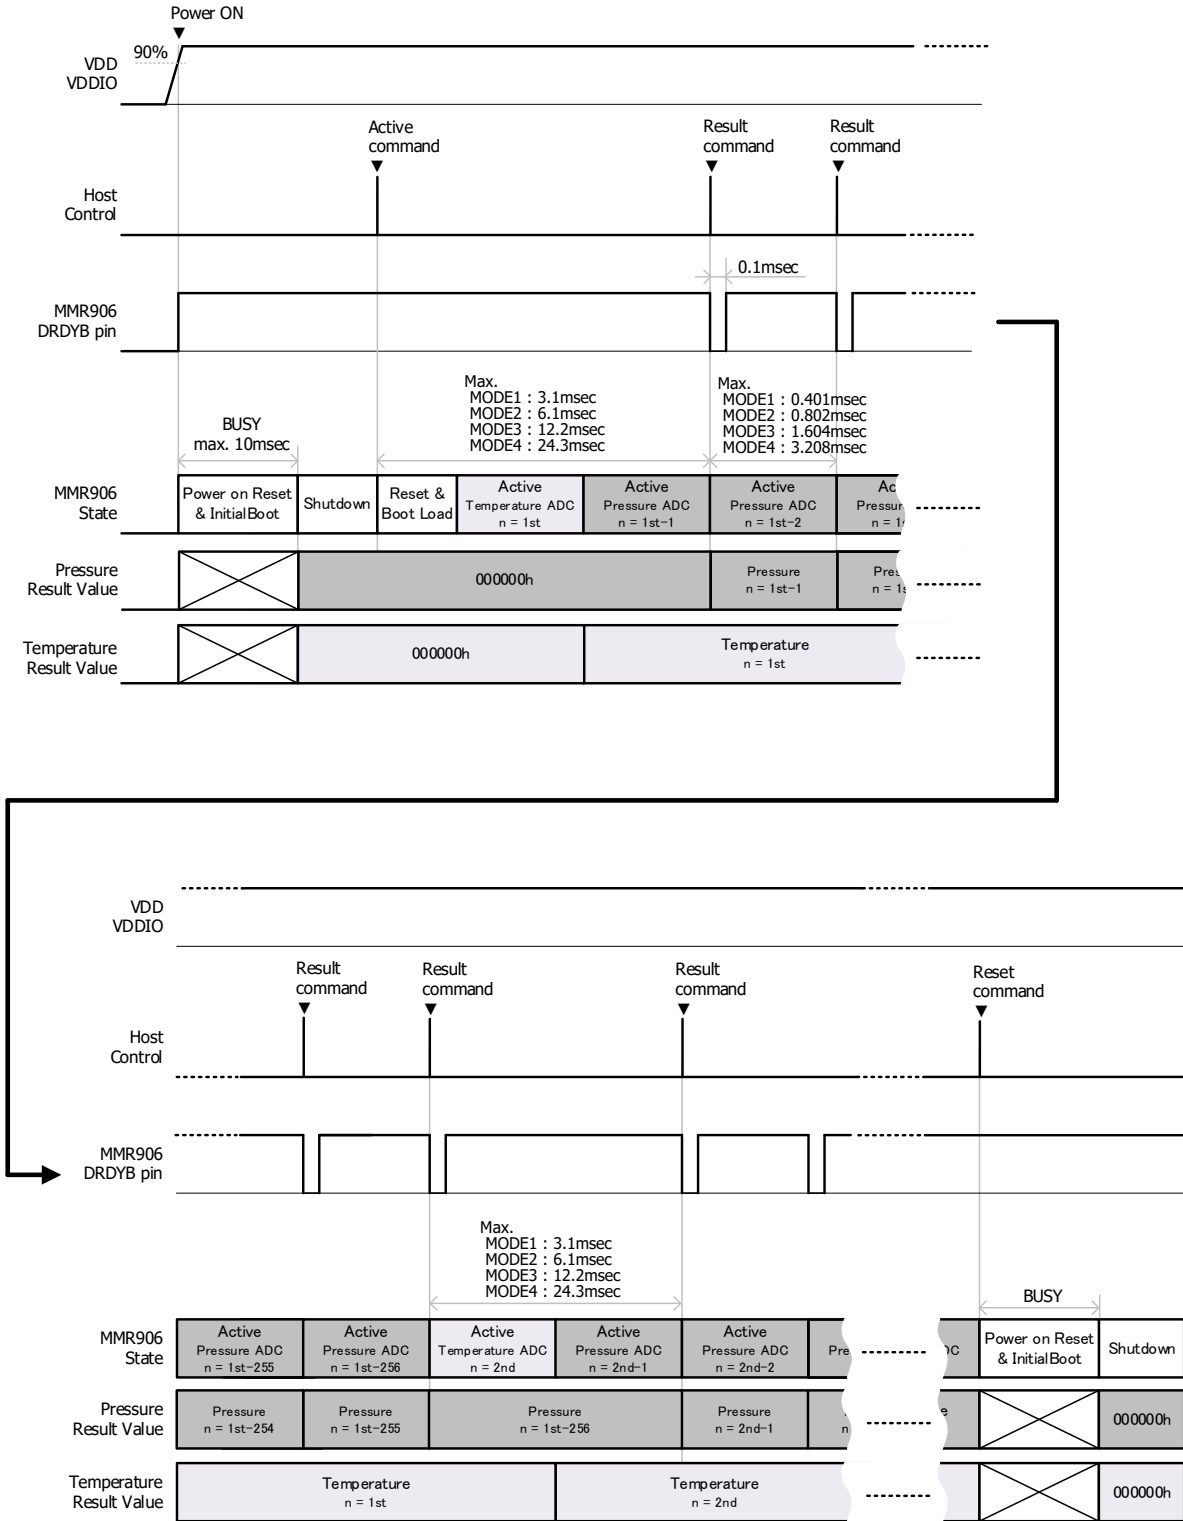 Power ON
90%
VDD
VDDIO
Active
command
Result
command
Result
command
Host
Control
0.1msec
MMR906
DRDYB pin
Max.
MODE1 : 3.1msec
MODE2 : 6.1msec
MODE3 : 12.2msec
MODE4 : 24.3msec
Max.
MODE1 : 0.401msec
MODE2 : 0.802msec
MODE3 : 1.604msec
MODE4 : 3.208msec
BUSY
max. 10msec
MMR906
State
Power on Reset
& InitialBoot
Shutdown
Reset &
Boot Load
Active
Temperature ADC
n = 1st
Active
Pressure ADC
n = 1st-1
Active
Pressure ADC
n = 1st-2
Pressure
Result Value
000000h
Pressure
n = 1st-1
Temperature
Result Value
000000h
Temperature
n = 1st
VDD
VDDIO
Result
command
Result
command
Result
command
Reset
command
Host
Control
MMR906
DRDYB pin
Max.
MODE1 : 3.1msec
MODE2 : 6.1msec
MODE3 : 12.2msec
MODE4 : 24.3msec
BUSY
MMR906
State
Active
Pressure ADC
n = 1st-255
Active
Pressure ADC
n = 1st-256
Active
Temperature ADC
n = 2nd
Active
Pressure ADC
n = 2nd-1
Active
Pressure ADC
n = 2nd-2
Power on Reset
& InitialBoot
Shutdown
Pressure
Result Value
Pressure
n = 1st-254
Pressure
n = 1st-255
Pressure
n = 1st-256
Pressure
n = 2nd-1
000000h
Temperature
Result Value
Temperature
n = 1st
Temperature
n = 2nd
000000h